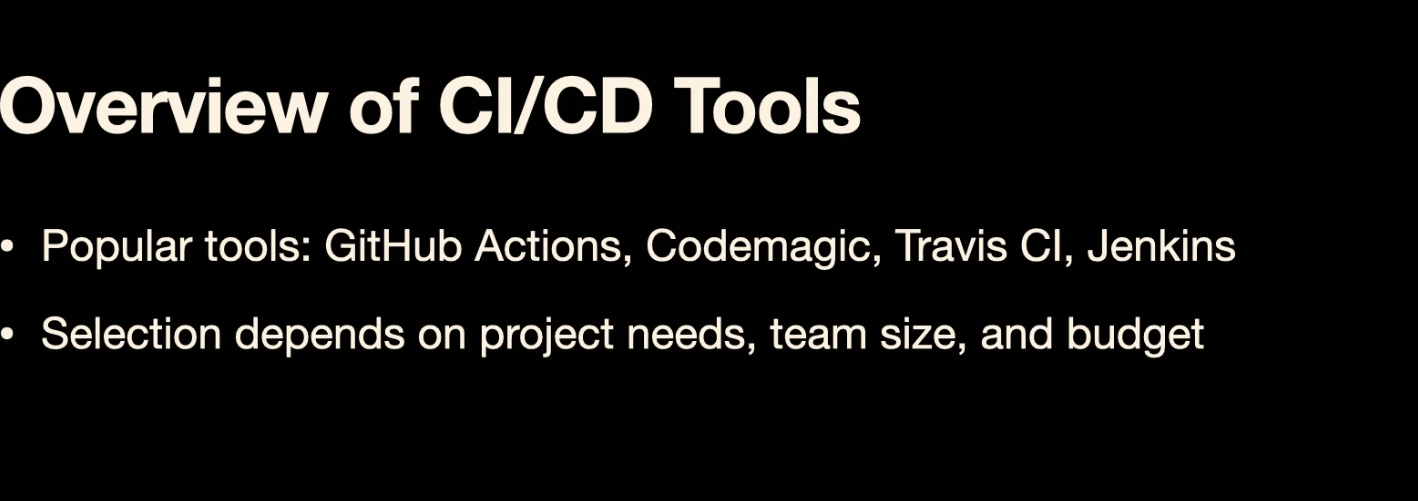 Overview of CI/CD Tools
• Popular tools: GitHub Actions, Codemagic, Travis CI, Jenkins
• Selection depends on project needs, team size, and budget